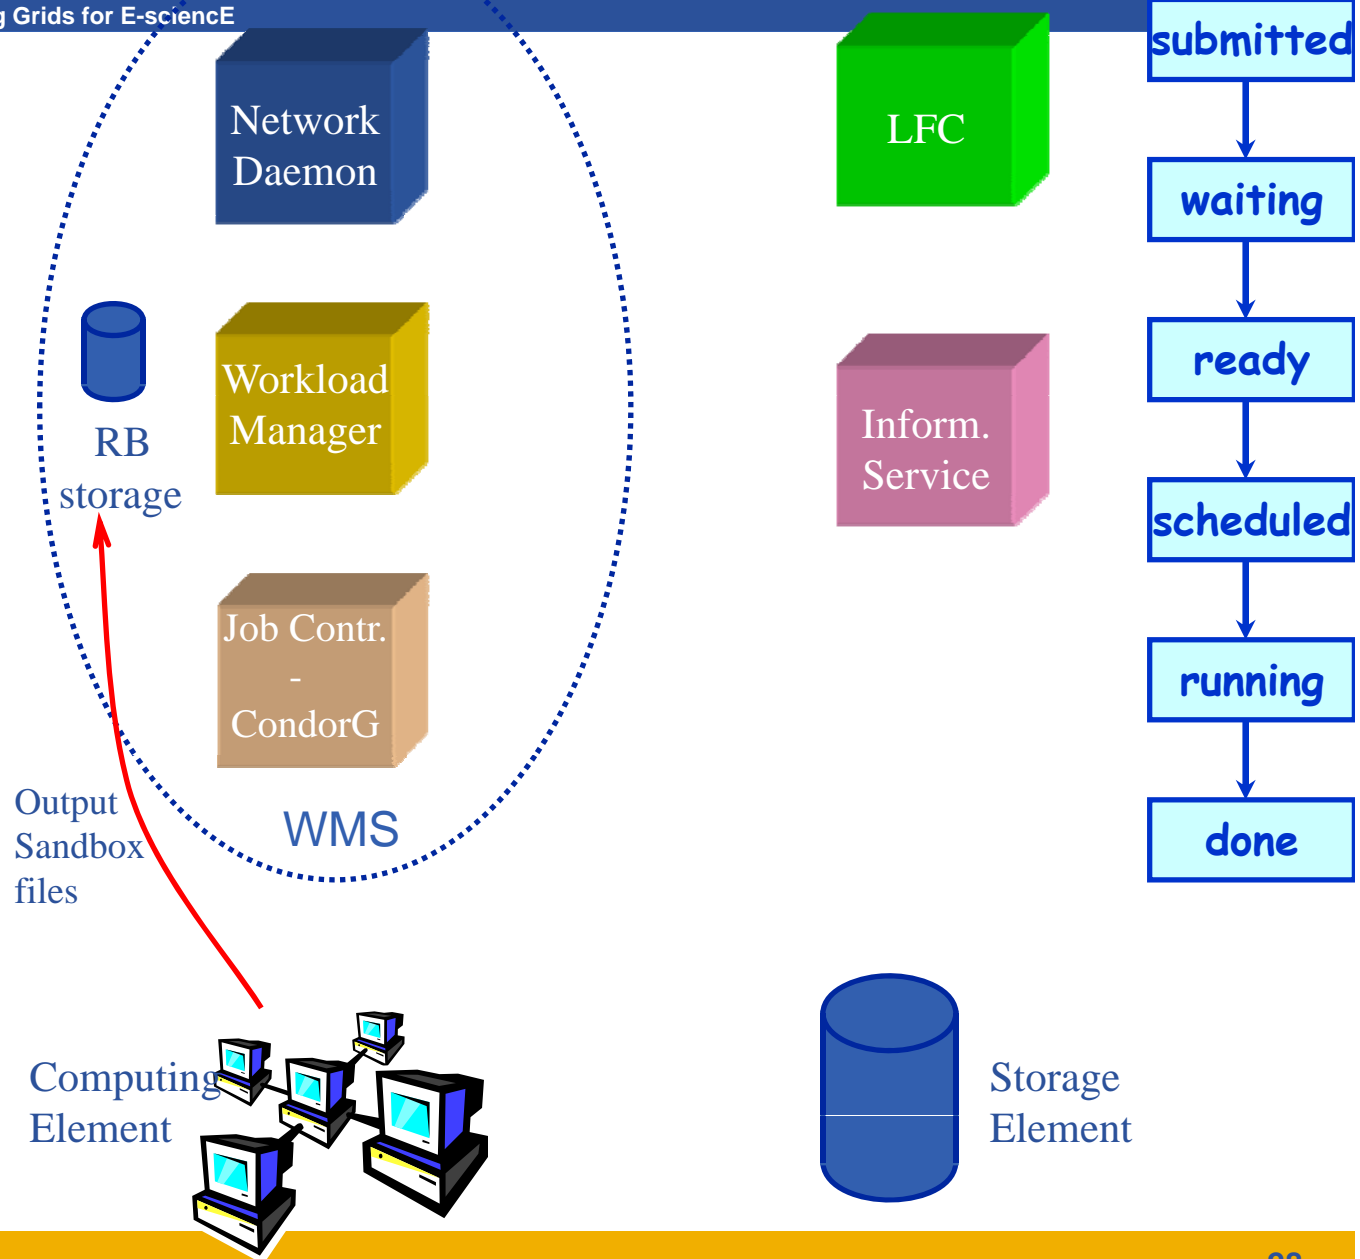 Grids for E-sciencE
Network
Daemon
LFC
submitted
waiting
ready
scheduled
running
done
RB
storage
Workload
Manager
Inform.
Service
Job Contr.
-
CondorG
WMS
Output
Sandbox
files
Computing
Element
Storage
Element